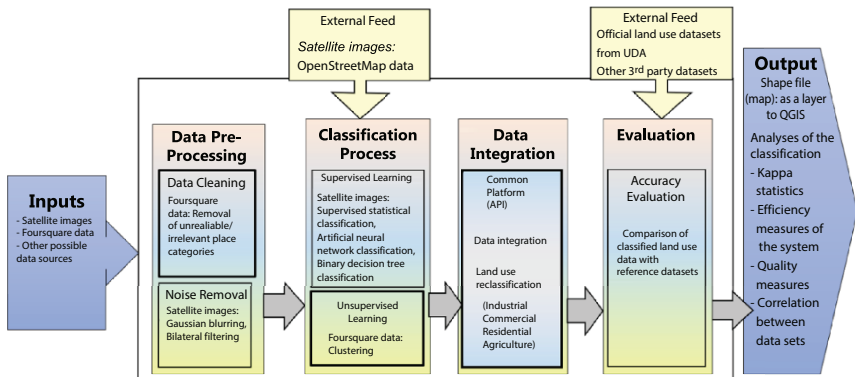 External Feed
Satellite images:
OpenStreetMap data
External Feed
Official land use datasets
from UDA
Other 3rd party datasets
Inputs
- Satellite images
- Foursquare data
- Other possible
data sources
Data Pre-
Processing
Data Cleaning
Foursquare
data: Removal
of unrealiable/
irrelevant place
categories
Noise Removal
Satellite images:
Gaussian blurring,
Bilateral filtering
Classification
Process
Supervised Learning
Satellite images:
Supervised statistical
classification,
Artificial neural
network classification,
Binary decision tree
classification
Unsupervised
Learning
Foursquare data:
Clustering
Data
Integration
Common
Platform
(API)
Data integration
Land use
reclassification
(Industrial
Commercial
Residential
Agriculture)
Evaluation
Accuracy
Evaluation
Comparison of
classified land use
data with
reference datasets
Output
Shape file
(map): as a layer
to QGIS
Analyses of the
classification
- Kappa
statistics
- Efficiency
measures of
the system
- Quality
measures
- Correlation
between
data sets